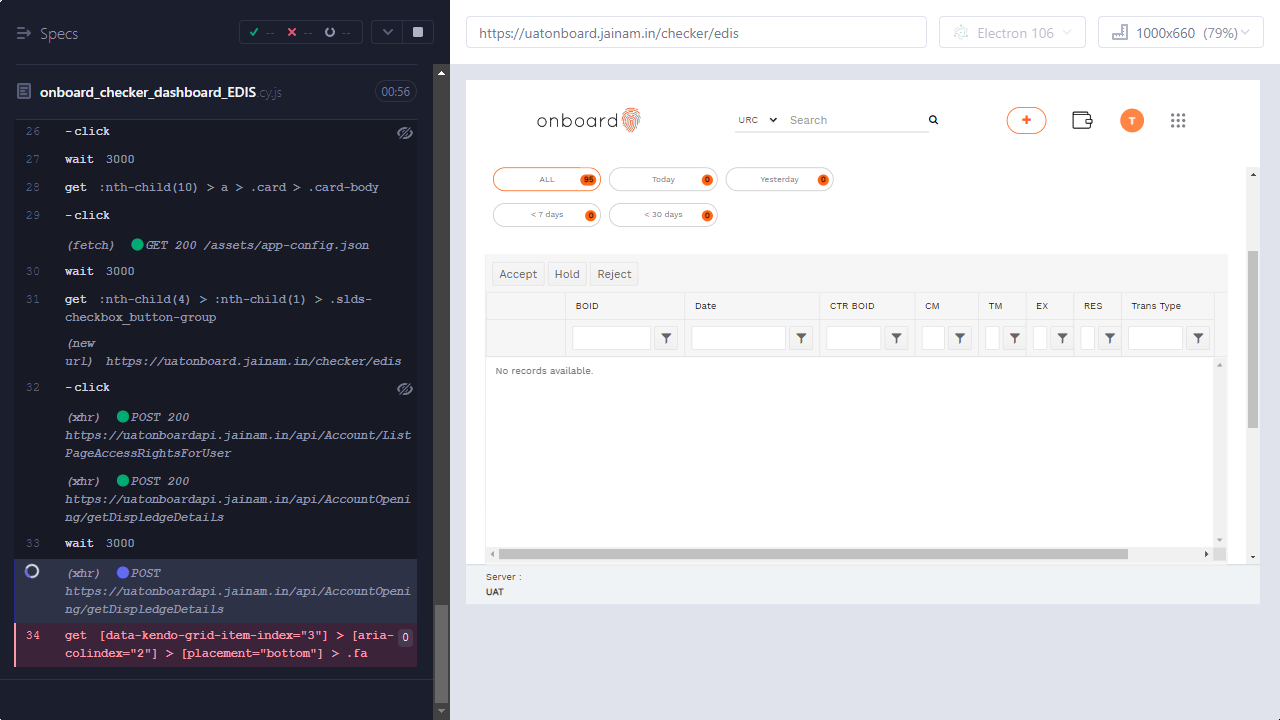 Specs
-- -- --
onboard_checker_dashboard_EDIS.cy.js 00:56
26 -click
27 wait 3000
28 get :nth-child(10) > a > .card > .card-body
29 -click
(fetch) GET 200 /assets/app-config.json
30 wait 3000
31 get :nth-child(4) > :nth-child(1) > .slds-
checkbox_button-group
(new
url) https://uatonboard.jainam.in/checker/edis
32 -click
(xhr) POST 200
https://uatonboardapi.jainam.in/api/Account/List
PageAccessRightsForUser
(xhr) POST 200
https://uatonboardapi.jainam.in/api/AccountOpeni
ng/getDispledgeDetails
33 wait 3000
(xhr) POST
https://uatonboardapi.jainam.in/api/AccountOpeni
ng/getDispledgeDetails
34 get [data-kendo-grid-item-index="3"] > [aria-
colindex="2"] > [placement="bottom"] > .fa 0
https://uatonboard.jainam.in/checker/edis
Electron 106
1000x660 (79%)
onboard
URC Search
+ T
ALL 95 Today 0 Yesterday 0
< 7 days 0 < 30 days 0
Accept Hold Reject
BOID Date CTR BOID CM TM EX RES Trans Type
No records available.
Server :
UAT